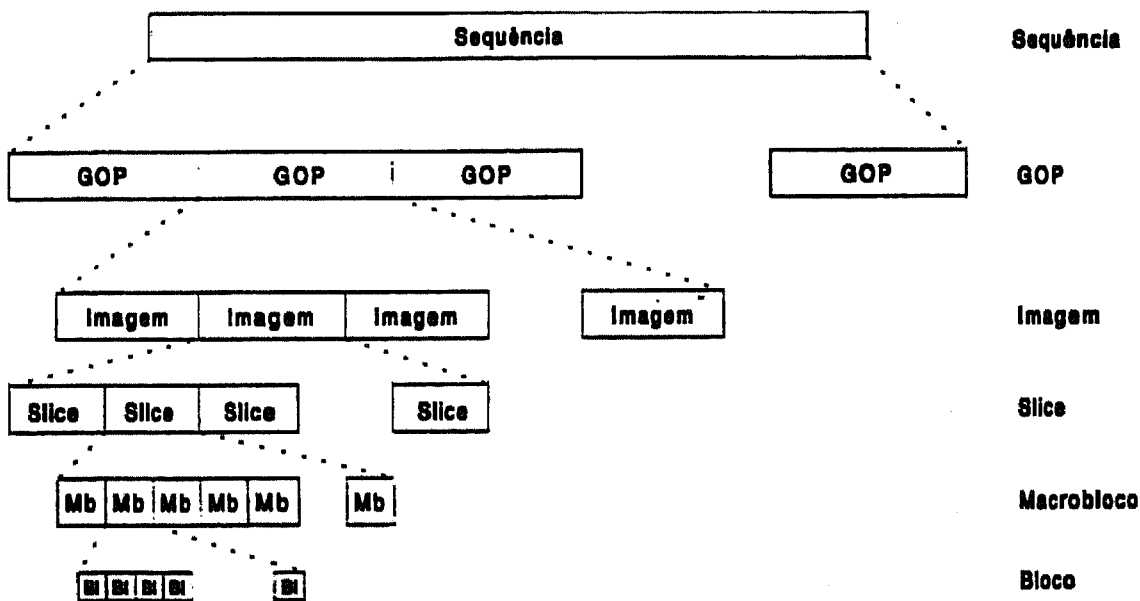 Sequência Sequência
GOP GOP GOP GOP GOP
Imagem Imagem Imagem Imagem Imagem
Slice Slice Slice Slice Slice
Mb Mb Mb Mb Mb Mb Macrobloco
Bl Bl Bl Bl Bl Bloco